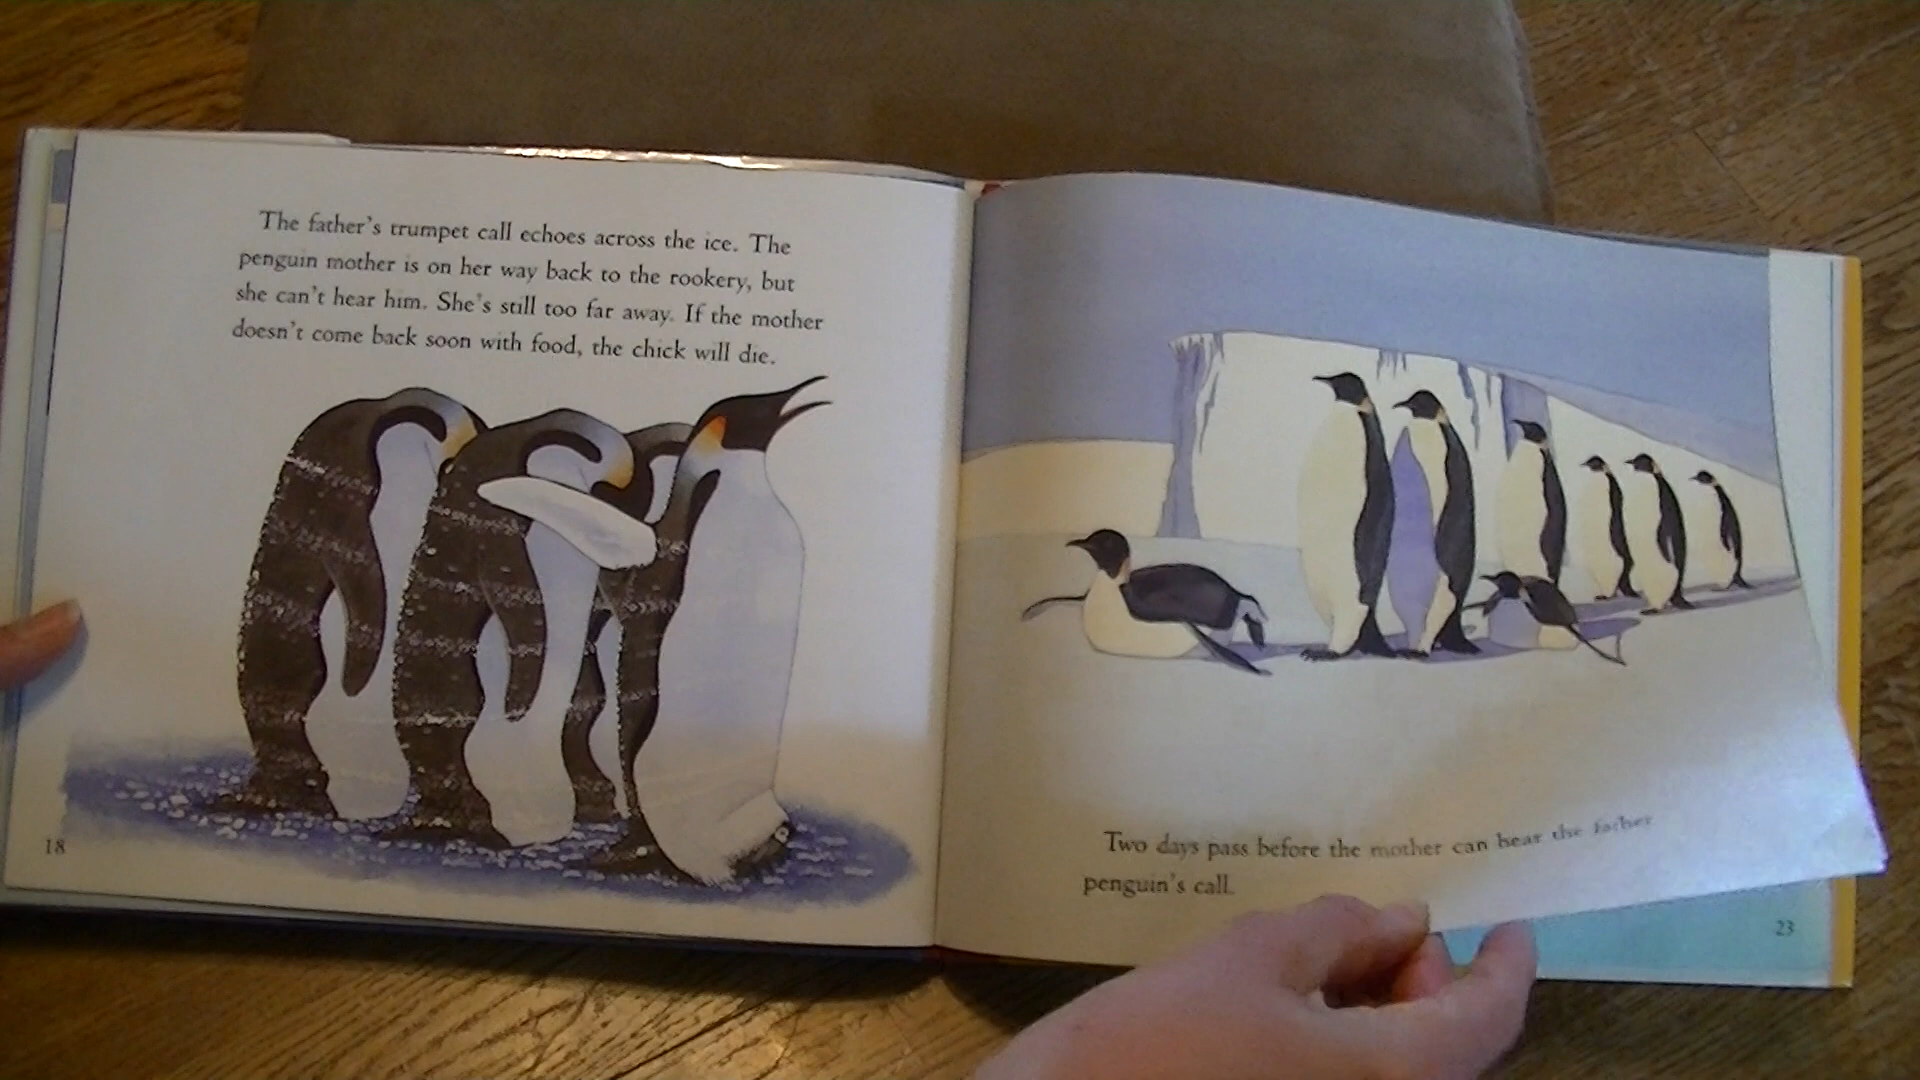 The father's trumpet call echoes across the ice. The
penguin mother is on her way back to the rookery, but
she can't hear him. She's still too far away. If the mother
doesn't come back soon with food, the chick will die.
18
Two days pass before the mother can hear the father
penguin's call.
23